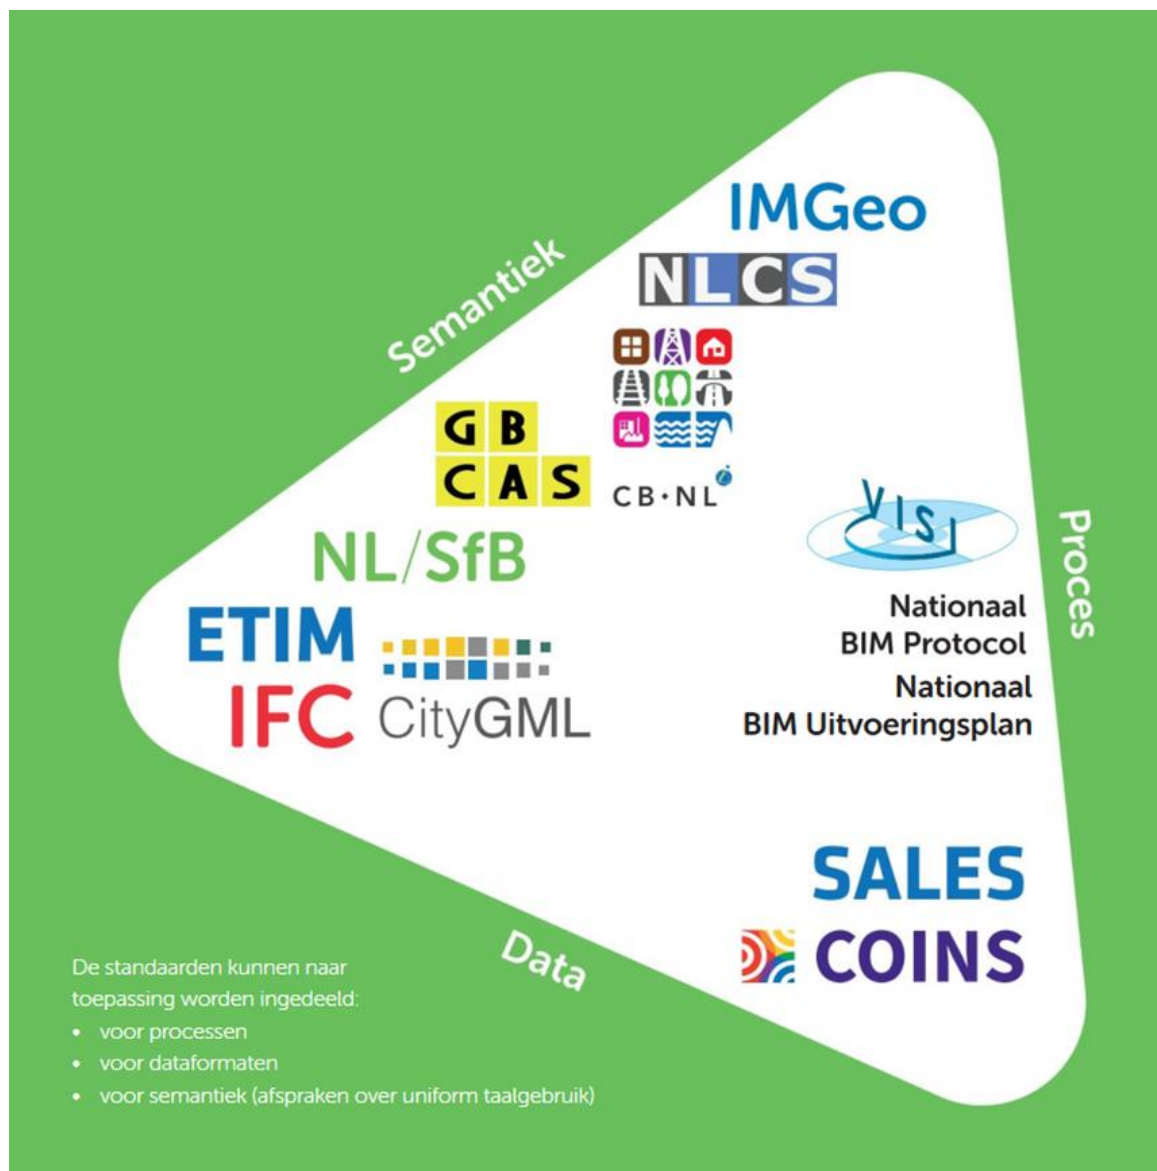 IMGeo
Semantiek
NLCS
GB
CAS
CB·NL
VISI
Proces
NL/SfB
Nationaal
BIM Protocol
ETIM
Nationaal
BIM Uitvoeringsplan
IFC
CityGML
SALES
COINS
Data
De standaarden kunnen naar
toepassing worden ingedeeld:
• voor processen
• voor dataformaten
• voor semantiek (afspraken over uniform taalgebruik)